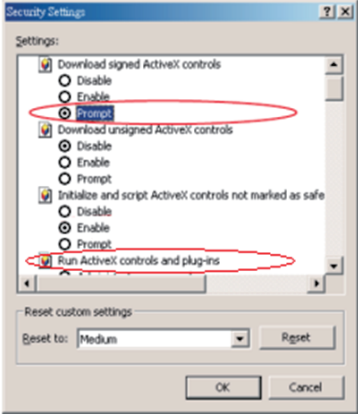 Security Settings
Settings:
Download signed ActiveX controls
Disable
Enable
Prompt
Download unsigned ActiveX controls
Disable
Enable
Prompt
Initialize and script ActiveX controls not marked as safe
Disable
Enable
Prompt
Run ActiveX controls and plug-ins
Reset custom settings
Reset to:
Medium
Reset
OK
Cancel